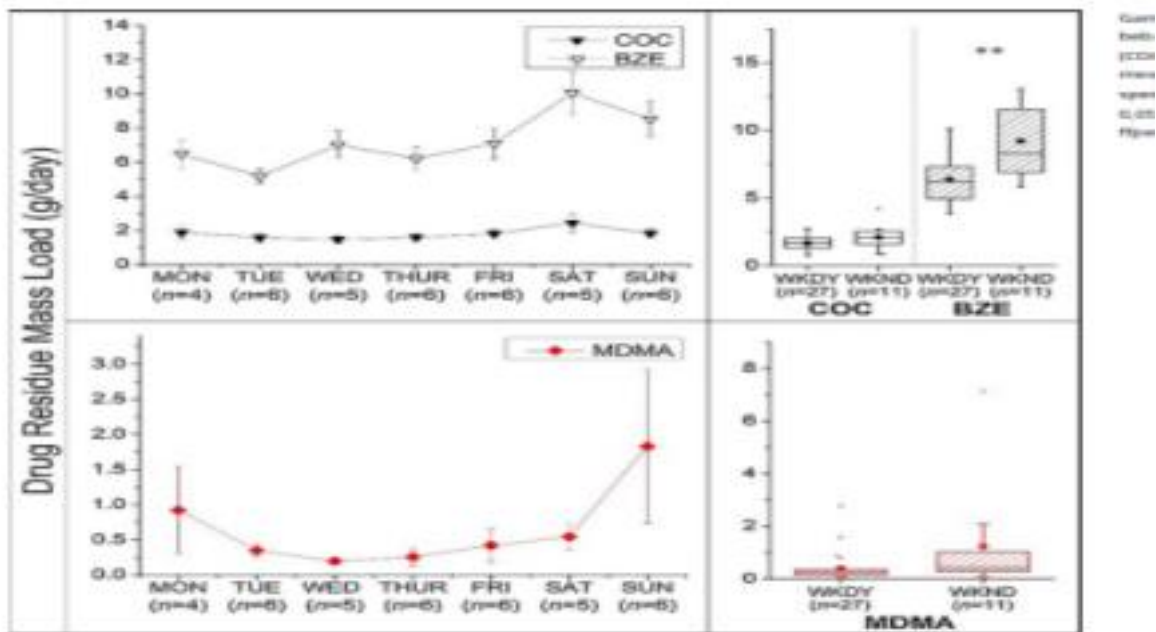 Drug Residue Mass Load (g/day)
14
12
10
8
6
4
2
0
COC
BZE
MON TUE WED THUR FRI SAT SUN
(n=4) (n=6) (n=5) (n=6) (n=6) (n=5) (n=6)
15
10
5
0
**
WKDY WKND WKDY WKND
(n=27) (n=11) (n=27) (n=11)
COC BZE
3.0
2.5
2.0
1.5
1.0
0.5
0.0
MDMA
MON TUE WED THUR FRI SAT SUN
(n=4) (n=6) (n=5) (n=6) (n=6) (n=5) (n=6)
8
6
4
2
0
WKDY WKND
(n=27) (n=11)
MDMA